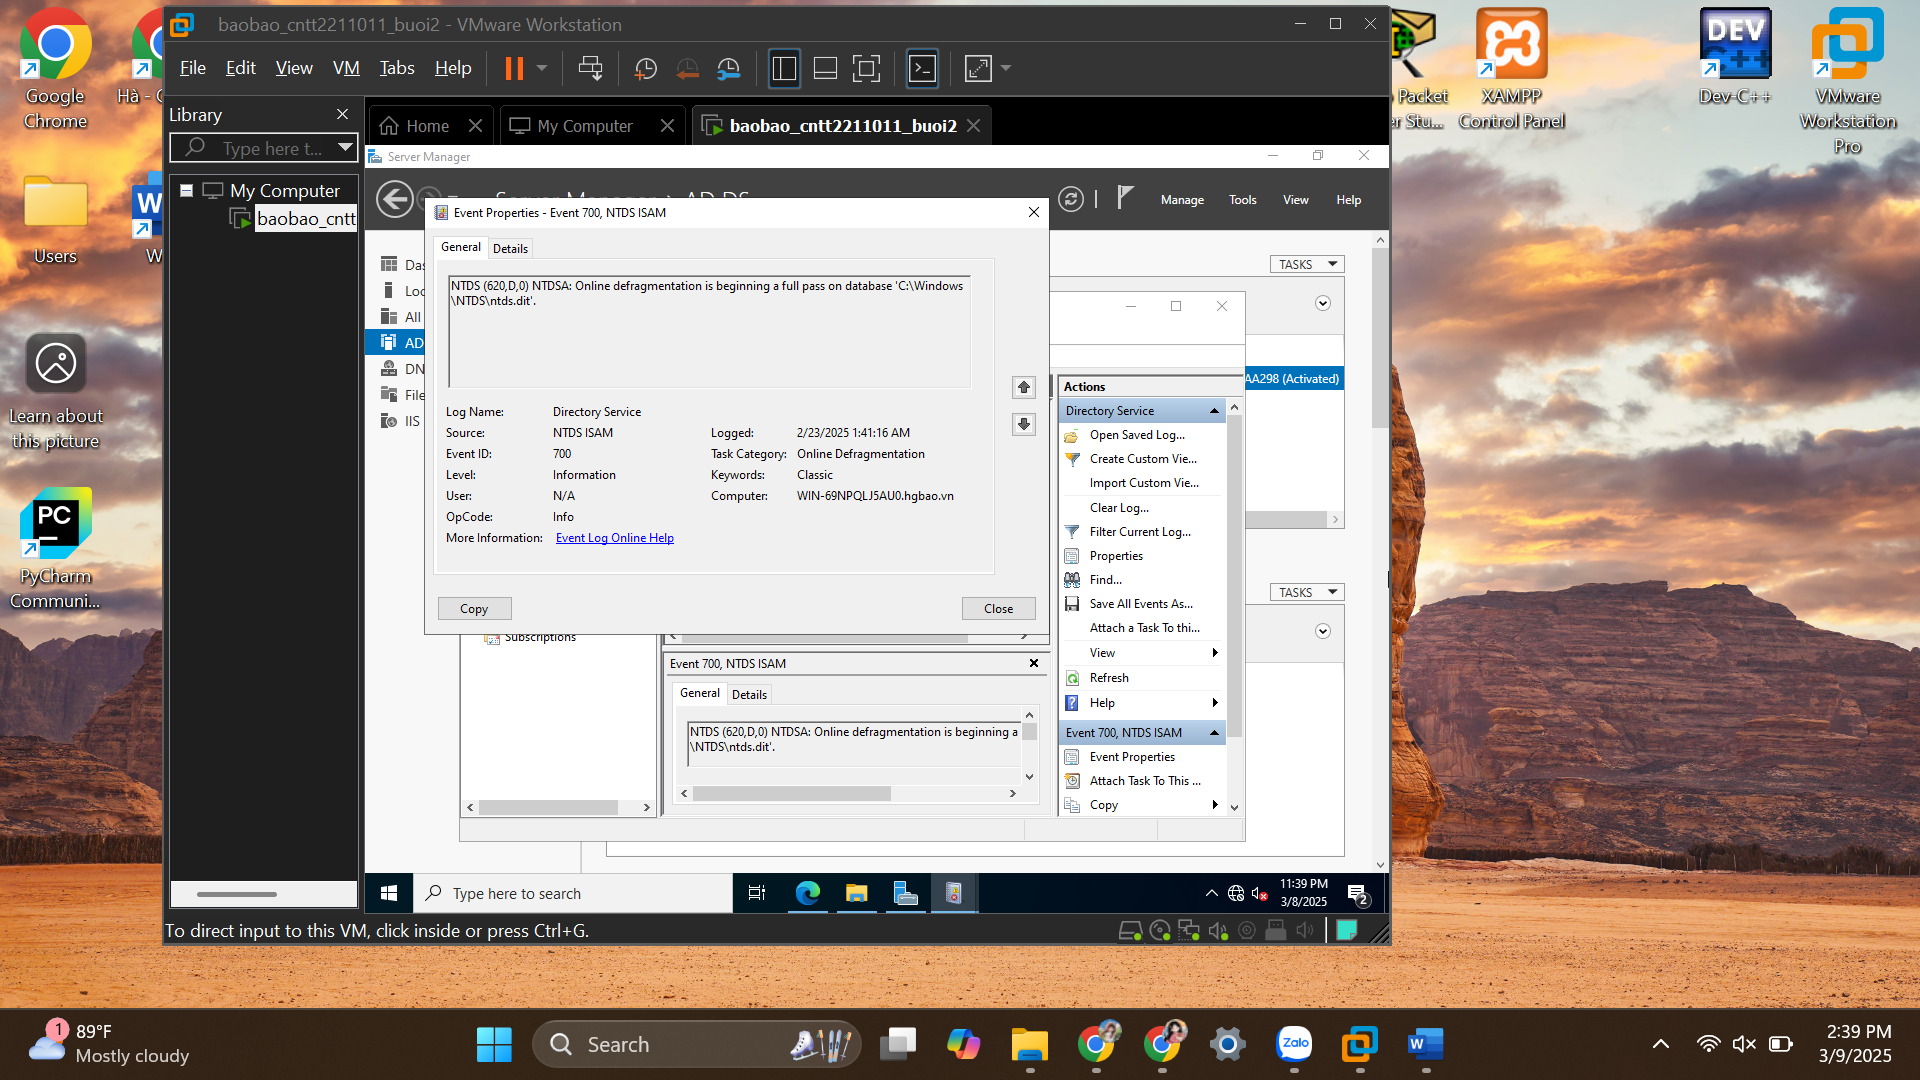 baobao_cntt2211011_buoi2 - VMware Workstation
File Edit View VM Tabs Help
Library
Type here t...
My Computer
baobao_cntt
Home
My Computer
baobao_cntt2211011_buoi2
Server Manager
Manage Tools View Help
Event Properties - Event 700, NTDS ISAM
General Details
NTDS (620,D,0) NTDSA: Online defragmentation is beginning a full pass on database 'C:\Windows
\NTDS\ntds.dit'.
Log Name: Directory Service
Source: NTDS ISAM Logged: 2/23/2025 1:41:16 AM
Event ID: 700 Task Category: Online Defragmentation
Level: Information Keywords: Classic
User: N/A Computer: WIN-69NPQLJ5AU0.hgbao.vn
OpCode: Info
More Information: Event Log Online Help
Copy Close
Das
Loc
All
AD
DN
File
IIS
TASKS
AA298 (Activated)
TASKS
Actions
Directory Service
Open Saved Log...
Create Custom Vie...
Import Custom Vie...
Clear Log...
Filter Current Log...
Properties
Find...
Save All Events As...
Attach a Task To thi...
View
Refresh
Help
Event 700, NTDS ISAM
Event Properties
Attach Task To This ...
Copy
Subscriptions
Event 700, NTDS ISAM
General Details
NTDS (620,D,0) NTDSA: Online defragmentation is beginning a
\NTDS\ntds.dit'.
Type here to search
11:39 PM
3/8/2025
2
To direct input to this VM, click inside or press Ctrl+G.
Google
Chrome
Hà - C
Users
W
Learn about
this picture
PC
PyCharm
Communi...
Packet
r Stu...
XAMPP
Control Panel
DEV
C++
Dev-C++
VMware
Workstation
Pro
1
89°F
Mostly cloudy
Search
Zalo
W
2:39 PM
3/9/2025